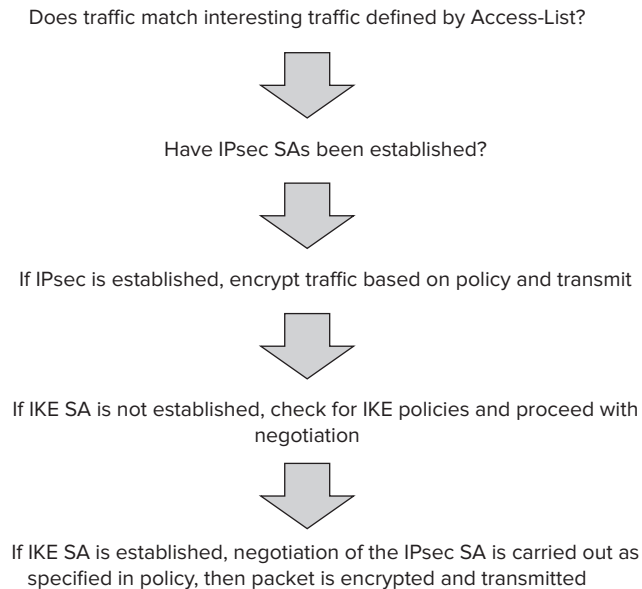 Does traffic match interesting traffic defined by Access-List?
Have IPsec SAs been established?
If IPsec is established, encrypt traffic based on policy and transmit
If IKE SA is not established, check for IKE policies and proceed with
negotiation
If IKE SA is established, negotiation of the IPsec SA is carried out as
specified in policy, then packet is encrypted and transmitted